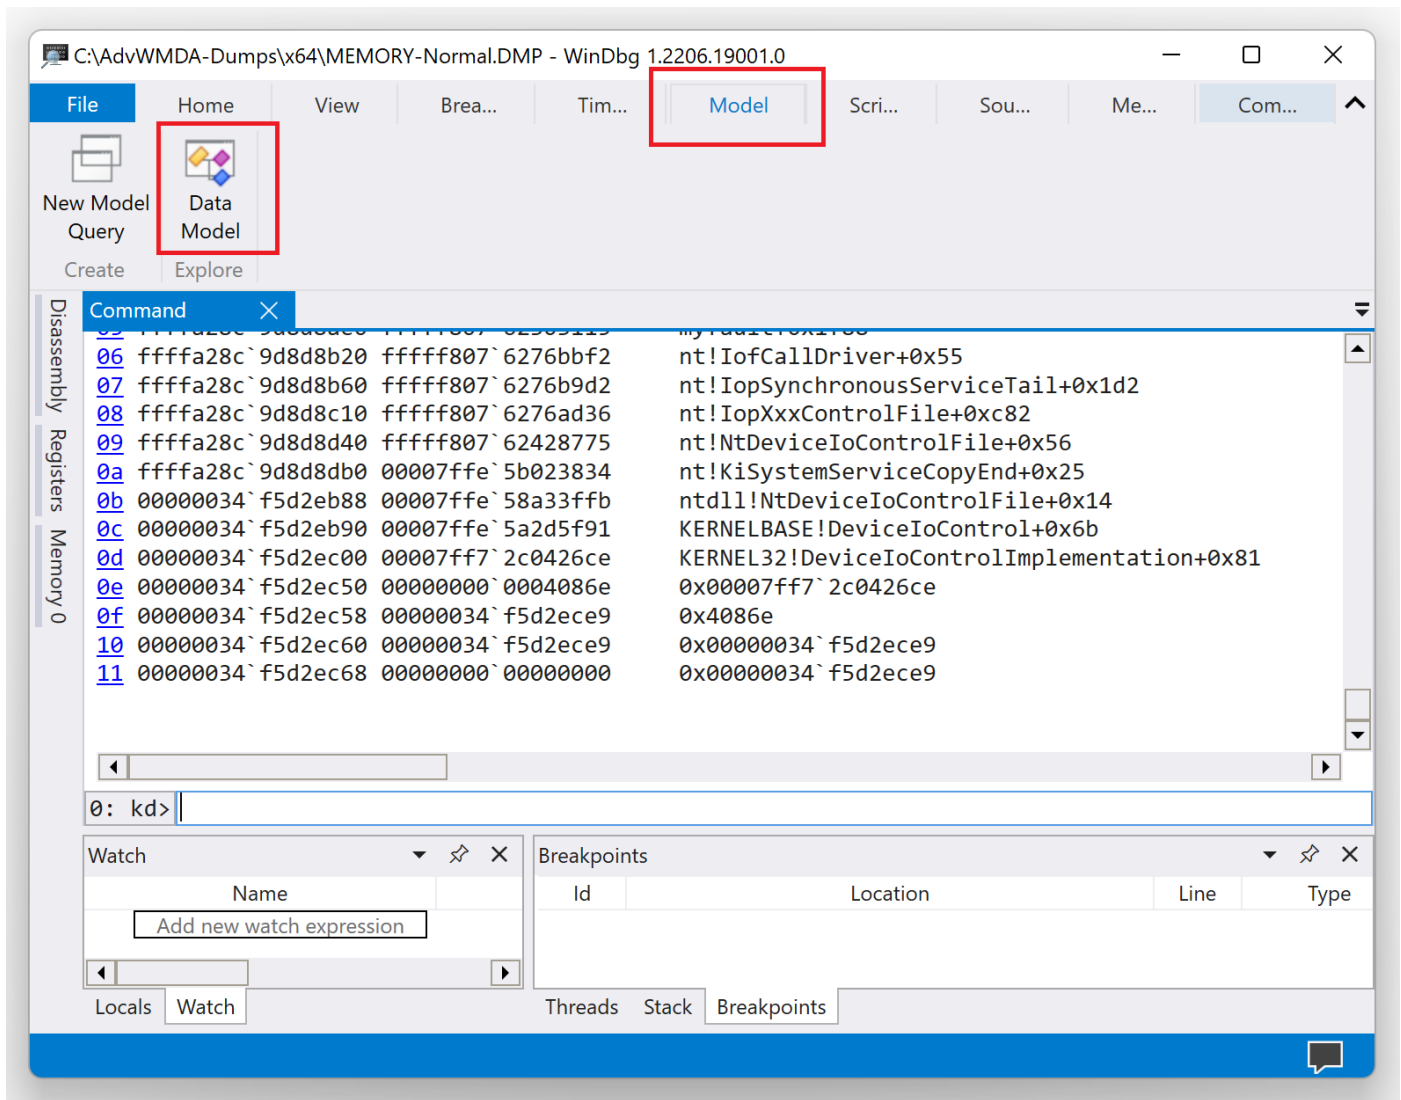 C:\AdvWMDA-Dumps\x64\MEMORY-Normal.DMP - WinDbg 1.2206.19001.0
File Home View Brea... Tim... Model Scri... Sou... Me... Com...
New Model Query
Data Model
Create Explore
Disassembly
Registers
Memory 0
Command
06 ffffa28c`9d8d8b20 fffff807`6276bbf2 nt!IofCallDriver+0x55
07 ffffa28c`9d8d8b60 fffff807`6276b9d2 nt!IopSynchronousServiceTail+0x1d2
08 ffffa28c`9d8d8c10 fffff807`6276ad36 nt!IopXxxControlFile+0xc82
09 ffffa28c`9d8d8d40 fffff807`62428775 nt!NtDeviceIoControlFile+0x56
0a ffffa28c`9d8d8db0 00007ffe`5b023834 nt!KiSystemServiceCopyEnd+0x25
0b 00000034`f5d2eb88 00007ffe`58a33ffb ntdll!NtDeviceIoControlFile+0x14
0c 00000034`f5d2eb90 00007ffe`5a2d5f91 KERNELBASE!DeviceIoControl+0x6b
0d 00000034`f5d2ec00 00007ff7`2c0426ce KERNEL32!DeviceIoControlImplementation+0x81
0e 00000034`f5d2ec50 00000000`0004086e 0x00007ff7`2c0426ce
0f 00000034`f5d2ec58 00000034`f5d2ece9 0x4086e
10 00000034`f5d2ec60 00000034`f5d2ece9 0x00000034`f5d2ece9
11 00000034`f5d2ec68 00000000`00000000 0x00000034`f5d2ece9
0: kd>
Watch
Name
Add new watch expression
Locals Watch
Breakpoints
Id Location Line Type
Threads Stack Breakpoints